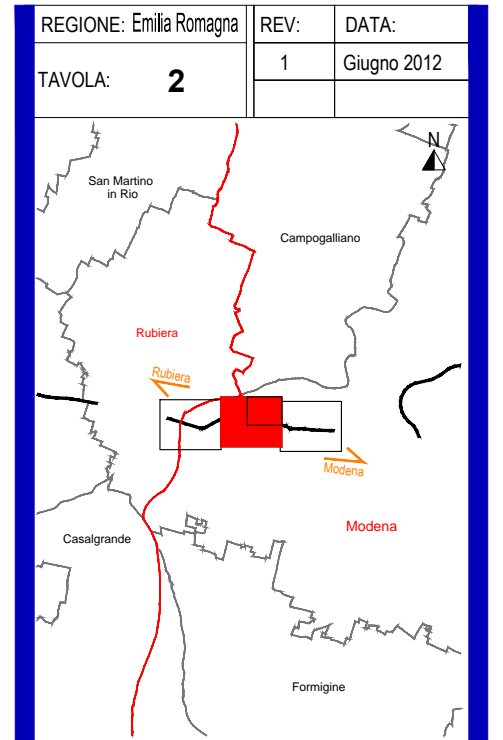 REGIONE: Emilia Romagna
REV:
DATA:
1
Giugno 2012
TAVOLA: 2
N
San Martino
in Rio
Campogalliano
Rubiera
Rubiera
Modena
Modena
Casalgrande
Formigine